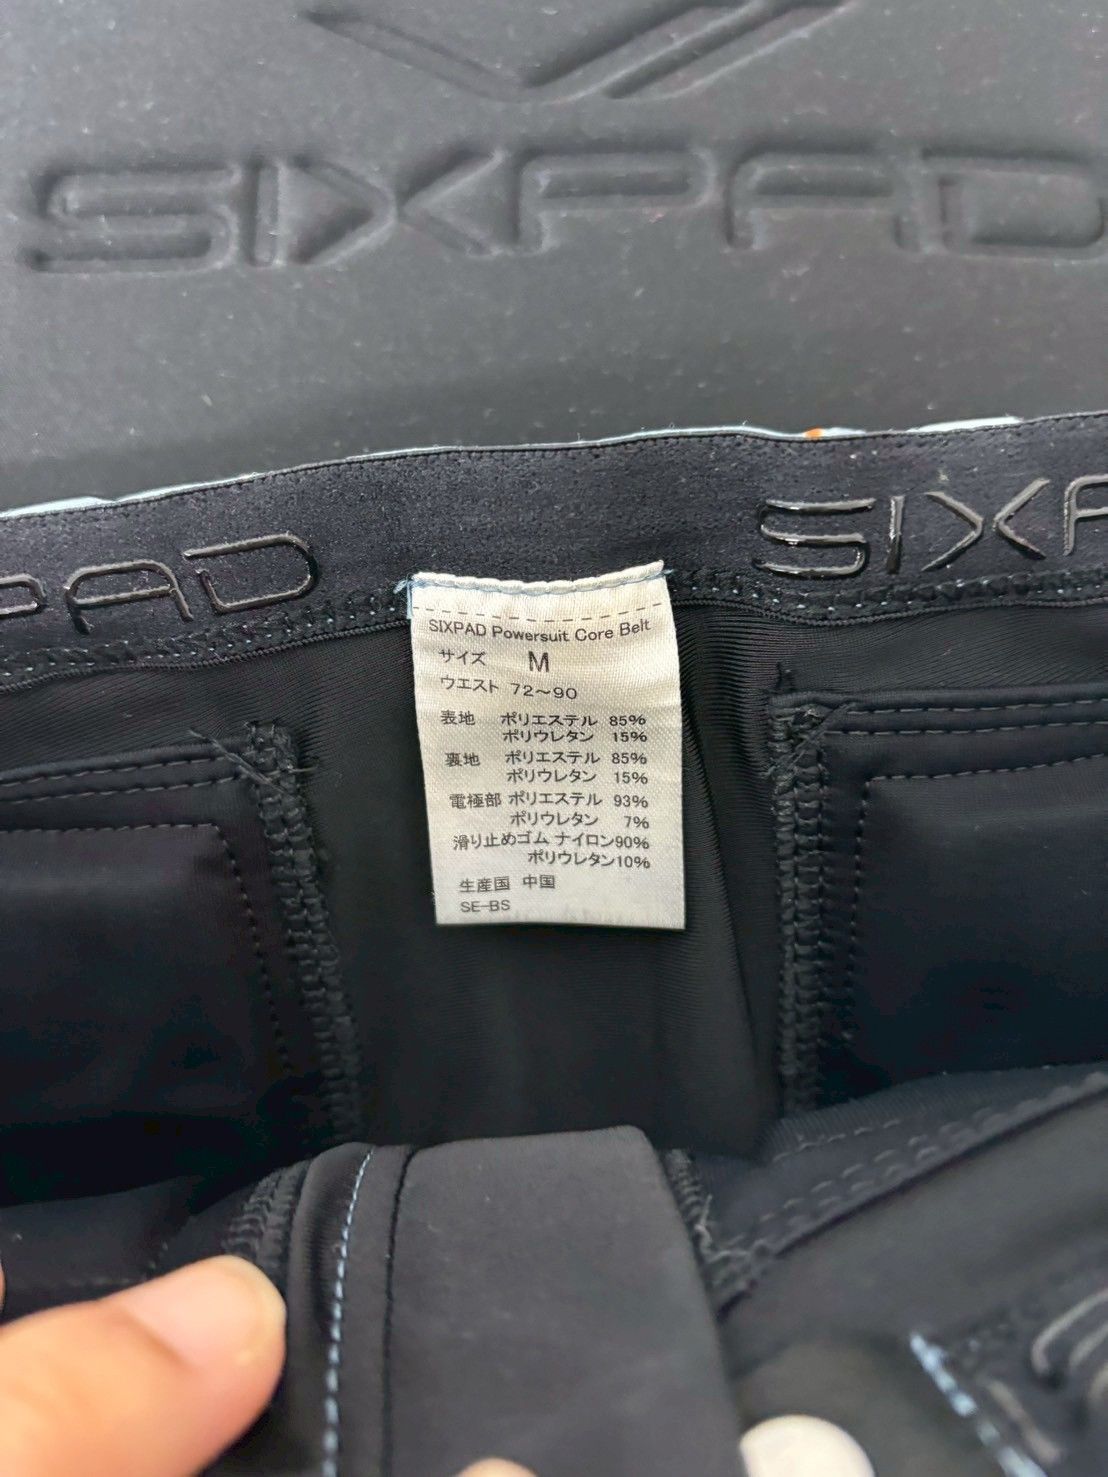 SIXPAD
PAD
SIX
SIXPAD Powersuit Core Belt
サイズ M
ウエスト 72～90
表地 ポリエステル 85%
ポリウレタン 15%
裏地 ポリエステル 85%
ポリウレタン 15%
電極部 ポリエステル 93%
ポリウレタン 7%
滑り止めゴム ナイロン90%
ポリウレタン10%
生産国 中国
SE-BS